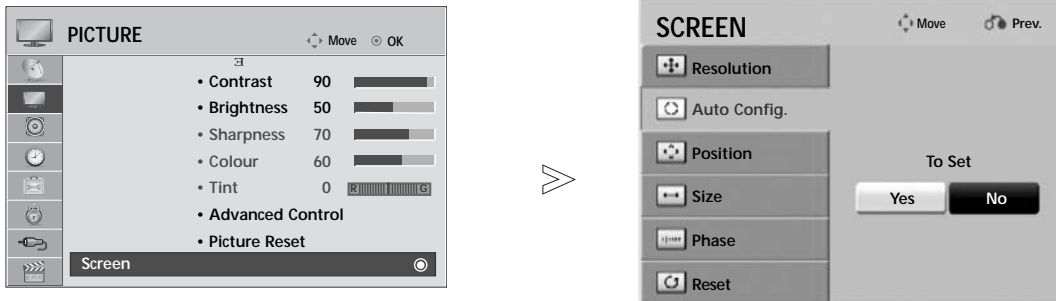 PICTURE
Move OK
E
• Contrast 90
• Brightness 50
• Sharpness 70
• Colour 60
• Tint 0 R G
• Advanced Control
• Picture Reset
Screen
SCREEN
Move Prev.
Resolution
Auto Config.
Position
Size
Phase
Reset
To Set
Yes No